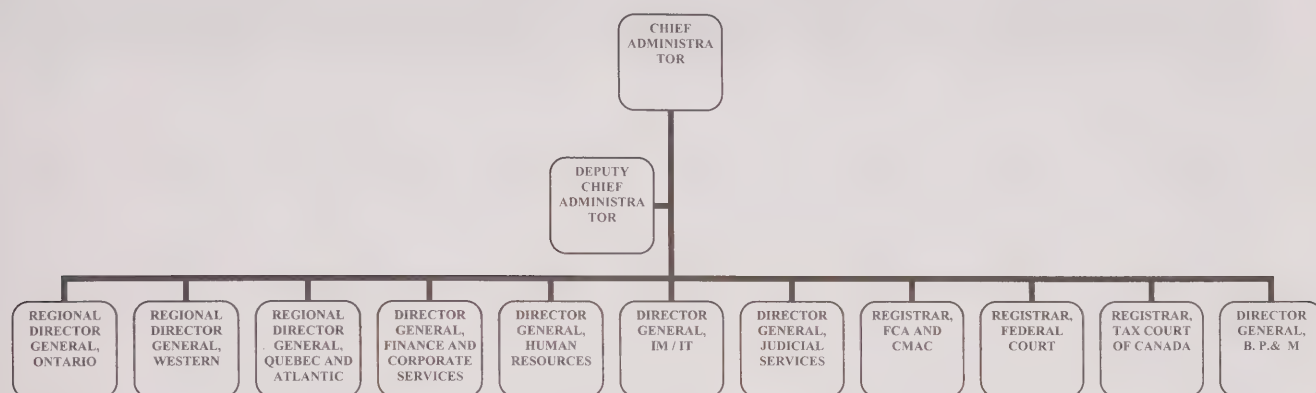 CHIEF
ADMINISTRA
TOR
DEPUTY
CHIEF
ADMINISTRA
TOR
REGIONAL
DIRECTOR
GENERAL,
ONTARIO
REGIONAL
DIRECTOR
GENERAL,
WESTERN
REGIONAL
DIRECTOR
GENERAL,
QUEBEC AND
ATLANTIC
DIRECTOR
GENERAL,
FINANCE AND
CORPORATE
SERVICES
DIRECTOR
GENERAL,
HUMAN
RESOURCES
DIRECTOR
GENERAL,
IM / IT
DIRECTOR
GENERAL,
JUDICIAL
SERVICES
REGISTRAR,
FCA AND
CMAC
REGISTRAR,
FEDERAL
COURT
REGISTRAR,
TAX COURT
OF CANADA
DIRECTOR
GENERAL,
B. P.& M